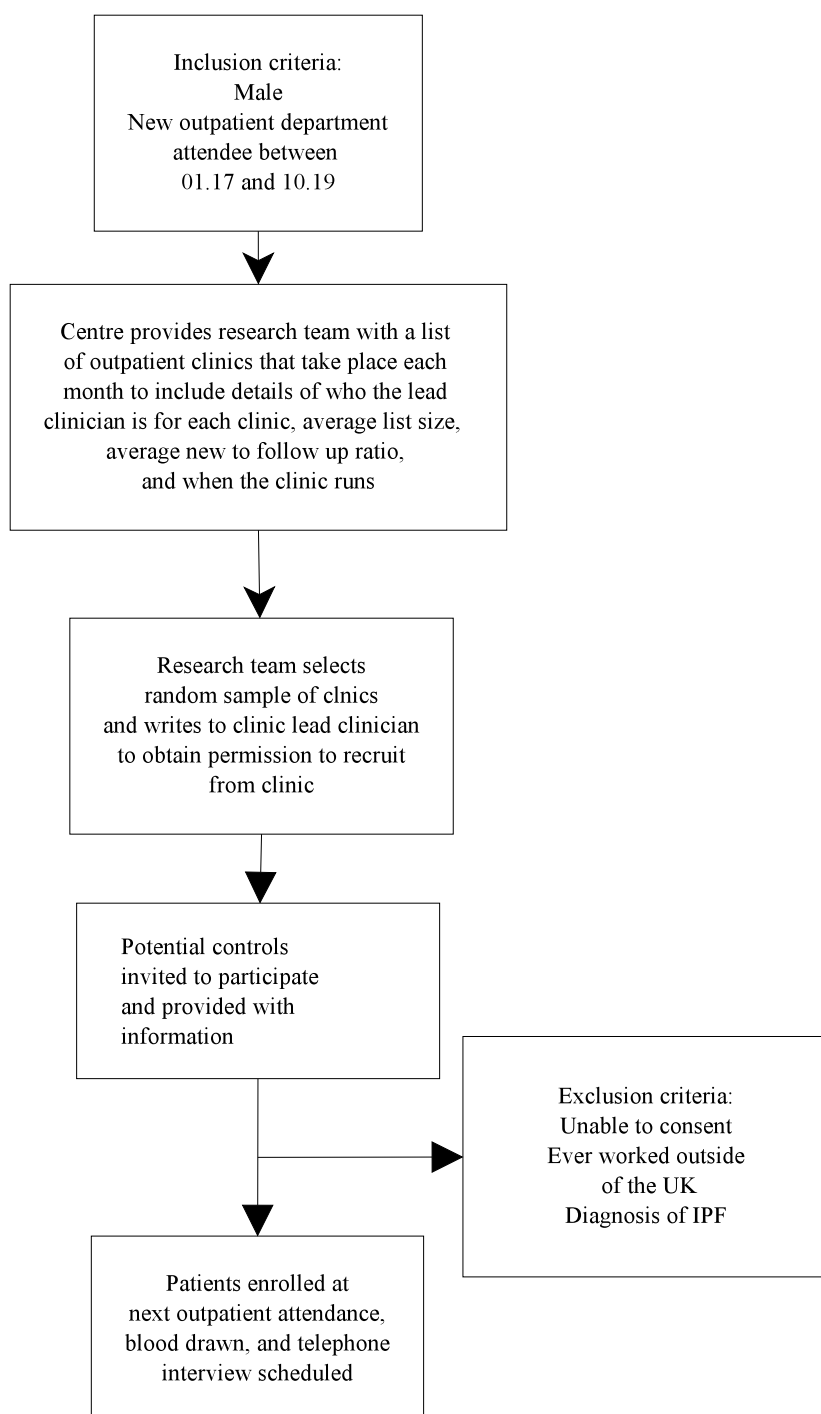 Inclusion criteria:
Male
New outpatient department
attendee between
01.17 and 10.19
Centre provides research team with a list
of outpatient clinics that take place each
month to include details of who the lead
clinician is for each clinic, average list size,
average new to follow up ratio,
and when the clinic runs
Research team selects
random sample of clnics
and writes to clinic lead clinician
to obtain permission to recruit
from clinic
Potential controls
invited to participate
and provided with
information
Exclusion criteria:
Unable to consent
Ever worked outside
of the UK
Diagnosis of IPF
Patients enrolled at
next outpatient attendance,
blood drawn, and telephone
interview scheduled